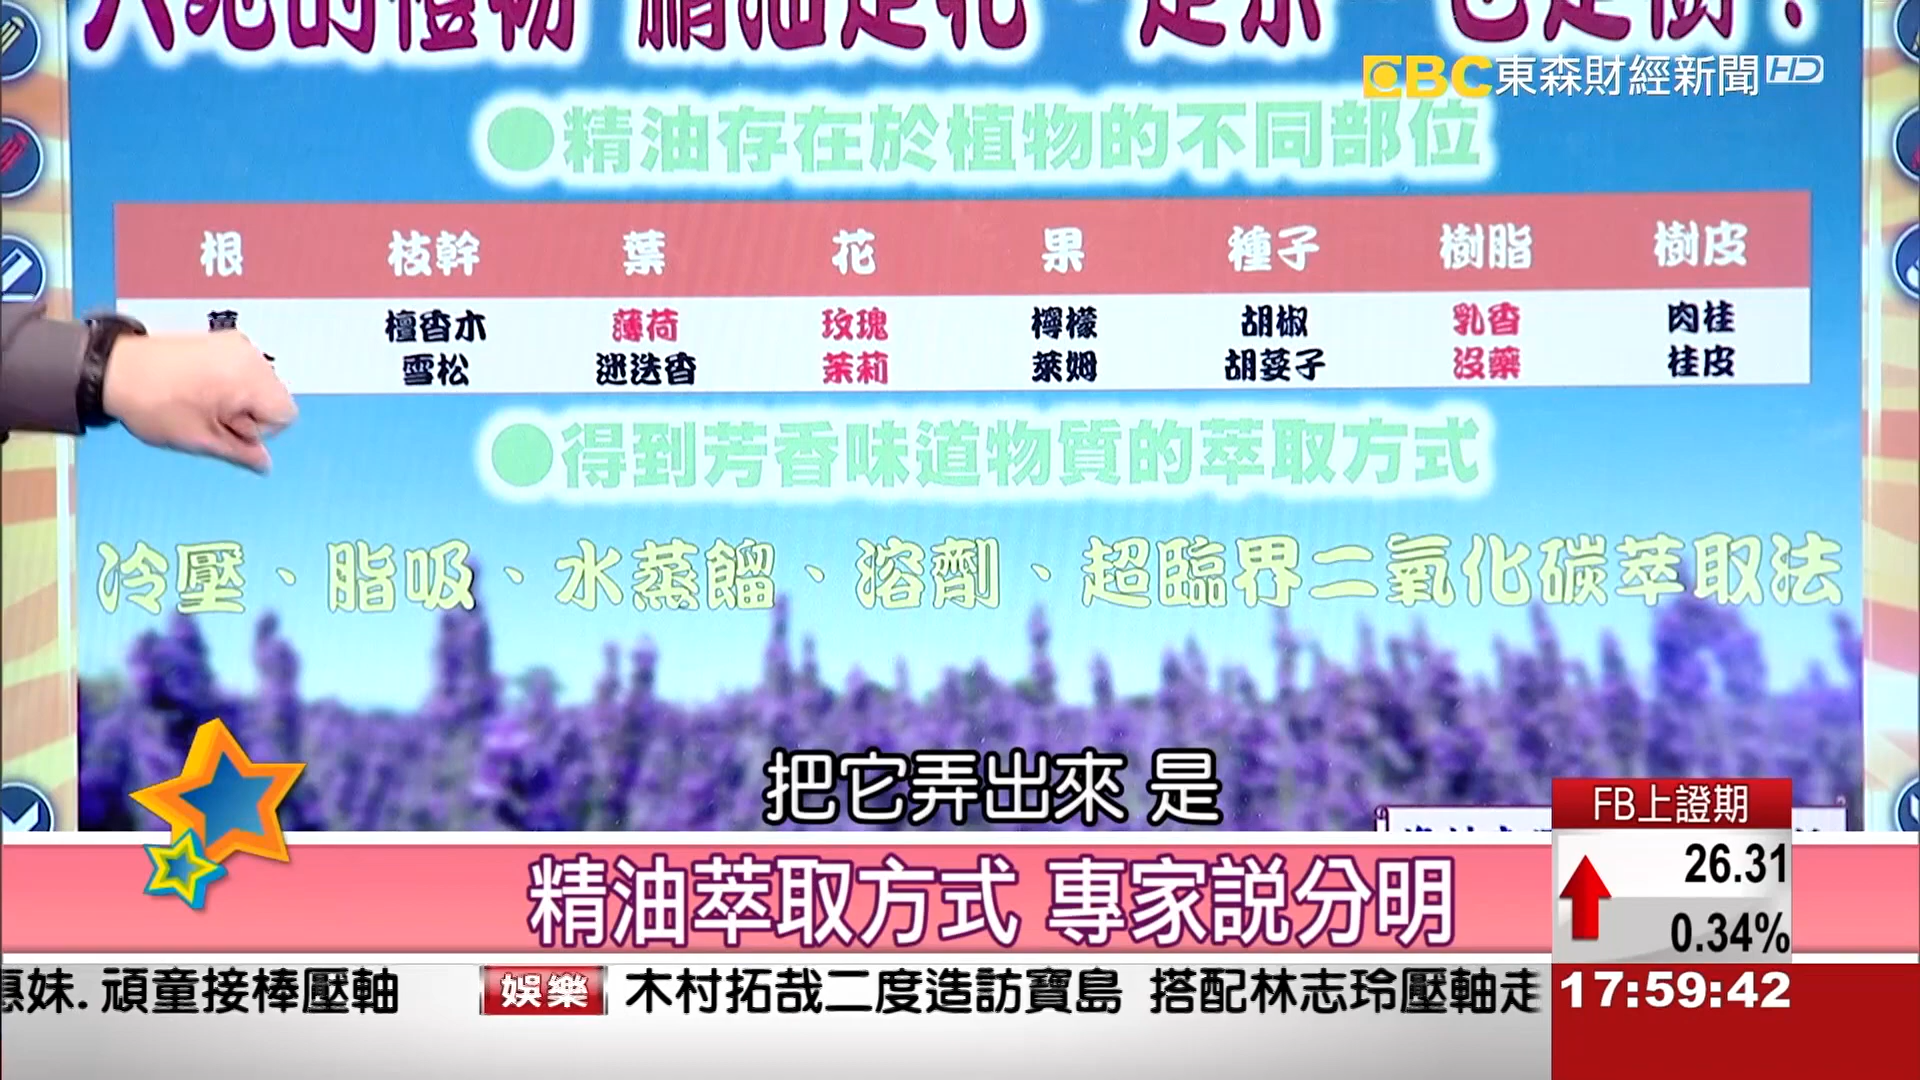 EBC東森財經新聞HD
●精油存在於植物的不同部位
根 枝幹 葉 花 果 種子 樹脂 樹皮
檀香木 薄荷 玫瑰 檸檬 胡椒 乳香 肉桂
雪松 迷迭香 茉莉 萊姆 胡荽子 沒藥 桂皮
●得到芳香味道物質的萃取方式
冷壓、脂吸、水蒸餾、溶劑、超臨界二氧化碳萃取法
把它弄出來 是
精油萃取方式 專家說分明
FB上證期
26.31
0.34%
妹.頑童接棒壓軸 娛樂 木村拓哉二度造訪寶島 搭配林志玲壓軸走
17:59:42